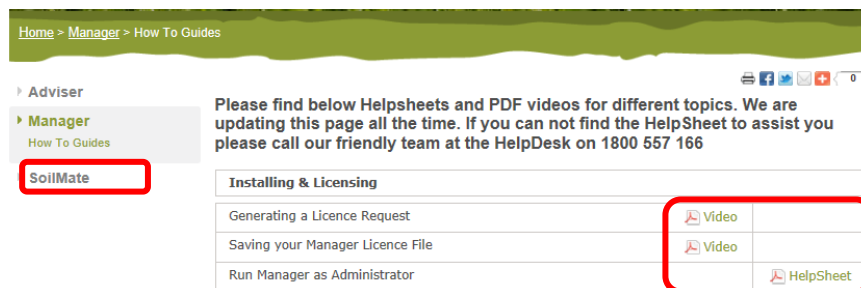 Home > Manager > How To Guides
0
Adviser
Manager
How To Guides
SoilMate
Please find below Helpsheets and PDF videos for different topics. We are
updating this page all the time. If you can not find the HelpSheet to assist you
please call our friendly team at the HelpDesk on 1800 557 166
Installing & Licensing
Generating a Licence Request Video
Saving your Manager Licence File Video
Run Manager as Administrator HelpSheet